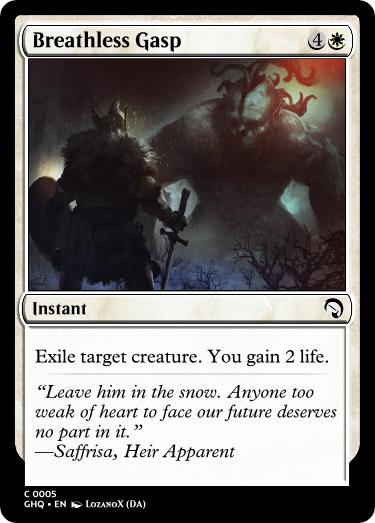 Breathless Gasp 4
Instant
Exile target creature. You gain 2 life.
“Leave him in the snow. Anyone too
weak of heart to face our future deserves
no part in it.”
—Saffrisa, Heir Apparent
C 0005
GHQ • EN LozanoX (DA)